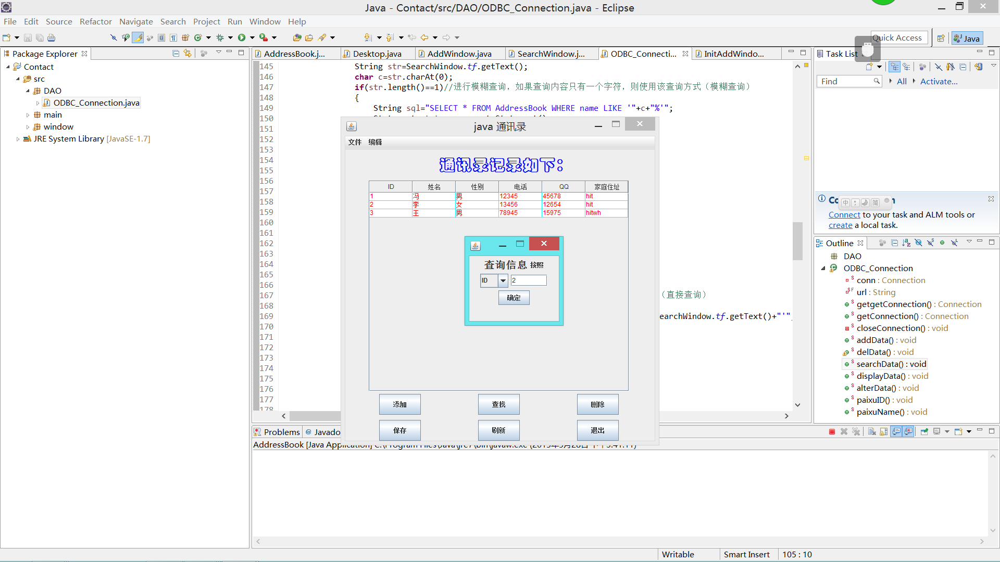 Java - Contact/src/DAO/ODBC_Connection.java - Eclipse
File Edit Source Refactor Navigate Search Project Run Window Help
Quick Access
Java
Package Explorer
Contact
src
DAO
ODBC_Connection.java
main
window
JRE System Library [JavaSE-1.7]
AddressBook.j...
Desktop.java
AddWindow.java
SearchWindow.j...
ODBC_Connecti...
InitAddWindo...
145 String str=SearchWindow.tf.getText();
146 char c=str.charAt(0);
147 if(str.length()==1)//进行模糊查询，如果查询内容只有一个字符，则使用该查询方式（模糊查询）
148 {
149 String sql="SELECT * FROM AddressBook WHERE name LIKE '"+c+"%'";
150
151
152
153
154
155
156
157
158
159
160
161
162
163
164
165
166
167 （直接查询）
168
169 earchWindow.tf.getText()+"'"
170
171
172
173
174
175
176
177
178
java 通讯录
文件 编辑
通讯录记录如下：
ID 姓名 性别 电话 QQ 家庭住址
1 冯 男 12345 45678 hit
2 李 女 13456 12654 hit
3 王 男 78945 15975 hitwh
查询信息 按照
ID 2
确定
添加 查找 删除
保存 刷新 退出
Task List
Find
All
Activate...
中 ； 简
Connect to your task and ALM tools or
create a local task.
Outline
DAO
ODBC_Connection
conn : Connection
url : String
getgetConnection() : Connection
getConnection() : Connection
closeConnection() : void
addData() : void
delData() : void
searchData() : void
displayData() : void
alterData() : void
paixuID() : void
paixuName() : void
Problems
@ Javado
AddressBook [Java Application] C:\Program Files\Java\jre7\bin\javaw.exe
Writable
Smart Insert
105 : 10